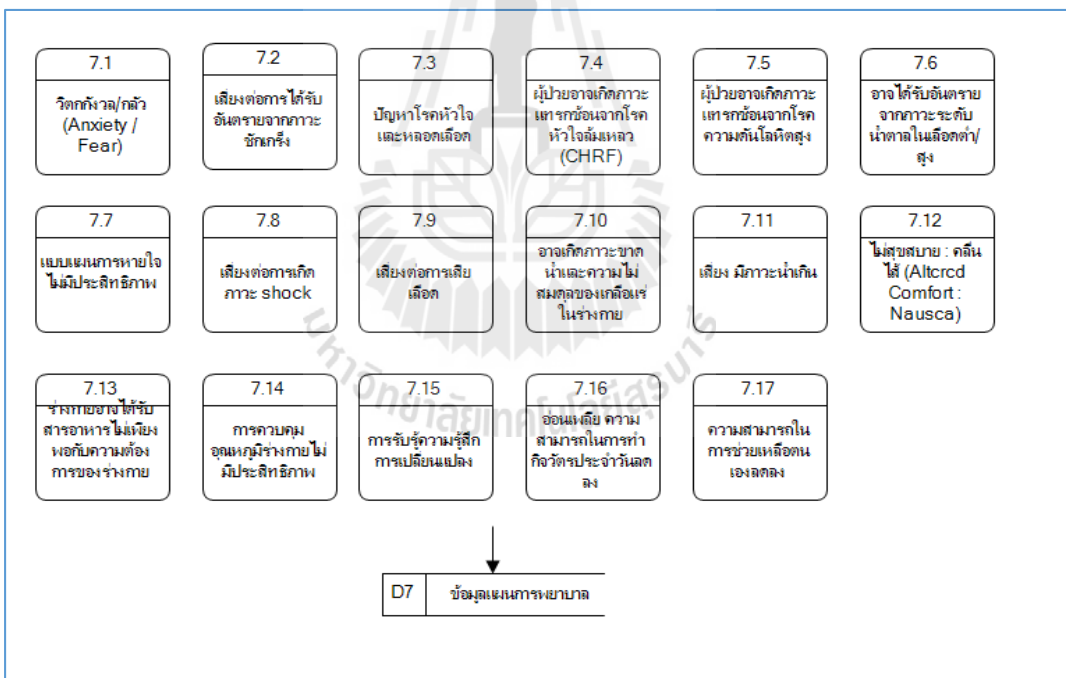 7.1
วิตกกังวล/กลัว
(Anxiety /
Fear)
7.2
เสี่ยงต่อการได้รับ
อันตรายจากภาวะ
ชักเกร็ง
7.3
ปัญหาโรคหัวใจ
และหลอดเลือด
7.4
ผู้ป่วยอาจเกิดภาวะ
แทรกซ้อนจากโรค
หัวใจล้มเหลว
(CHRF)
7.5
ผู้ป่วยอาจเกิดภาวะ
แทรกซ้อนจากโรค
ความดันโลหิตสูง
7.6
อาจได้รับอันตราย
จากภาวะระดับ
น้ำตาลในเลือดต่ำ/
สูง
7.7
แบบแผนการหายใจ
ไม่มีประสิทธิภาพ
7.8
เสี่ยงต่อการเกิด
ภาวะ shock
7.9
เสี่ยงต่อการเสีย
เลือด
7.10
อาจเกิดภาวะขาด
น้ำและความไม่
สมดุลของเกลือแร่
ในร่างกาย
7.11
เสี่ยง มีภาวะน้ำเกิน
7.12
ไม่สุขสบาย : คลื่น
ไส้ (Altcrcd
Comfort :
Nausca)
7.13
ร่างกายอาจได้รับ
สารอาหารไม่เพียง
พอกับความต้อง
การของร่างกาย
7.14
การควบคุม
อุณหภูมิร่างกายไม่
มีประสิทธิภาพ
7.15
การรับรู้ความรู้สึก
การเปลี่ยนแปลง
7.16
อ่อนเพลีย ความ
สามารถในการทำ
กิจวัตรประจำวันลด
ลง
7.17
ความสามารถใน
การช่วยเหลือตน
เองลดลง
มหาวิทยาลัยเทคโนโลยีสุรนารี
D7 ข้อมูลแผนการพยาบาล